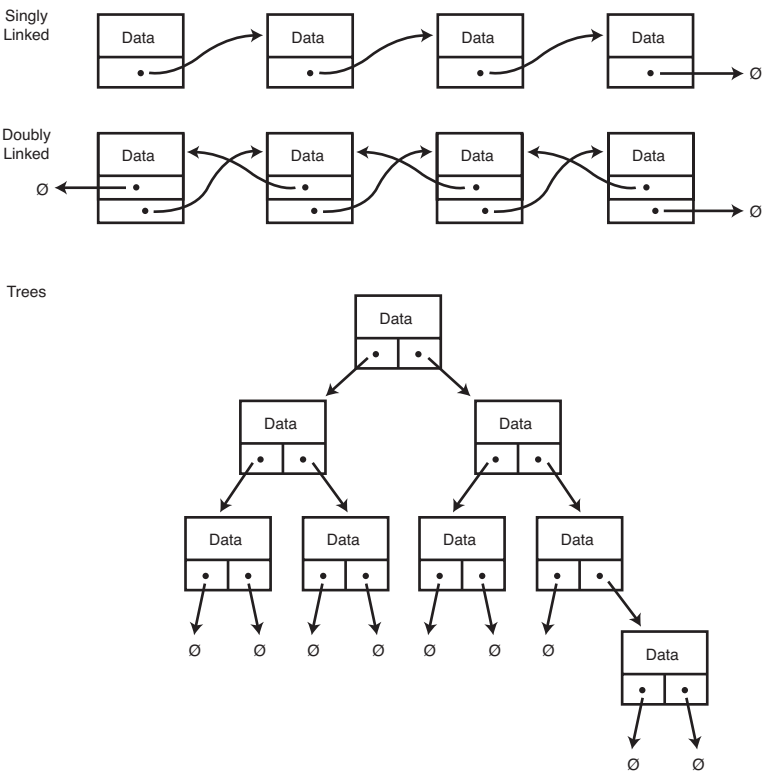 Singly
Linked
Data Data Data Data
Ø
Doubly
Linked
Data Data Data Data
Ø
Ø
Trees
Data
Data Data
Data Data Data Data
Ø Ø Ø Ø Ø Ø Ø
Data
Ø Ø